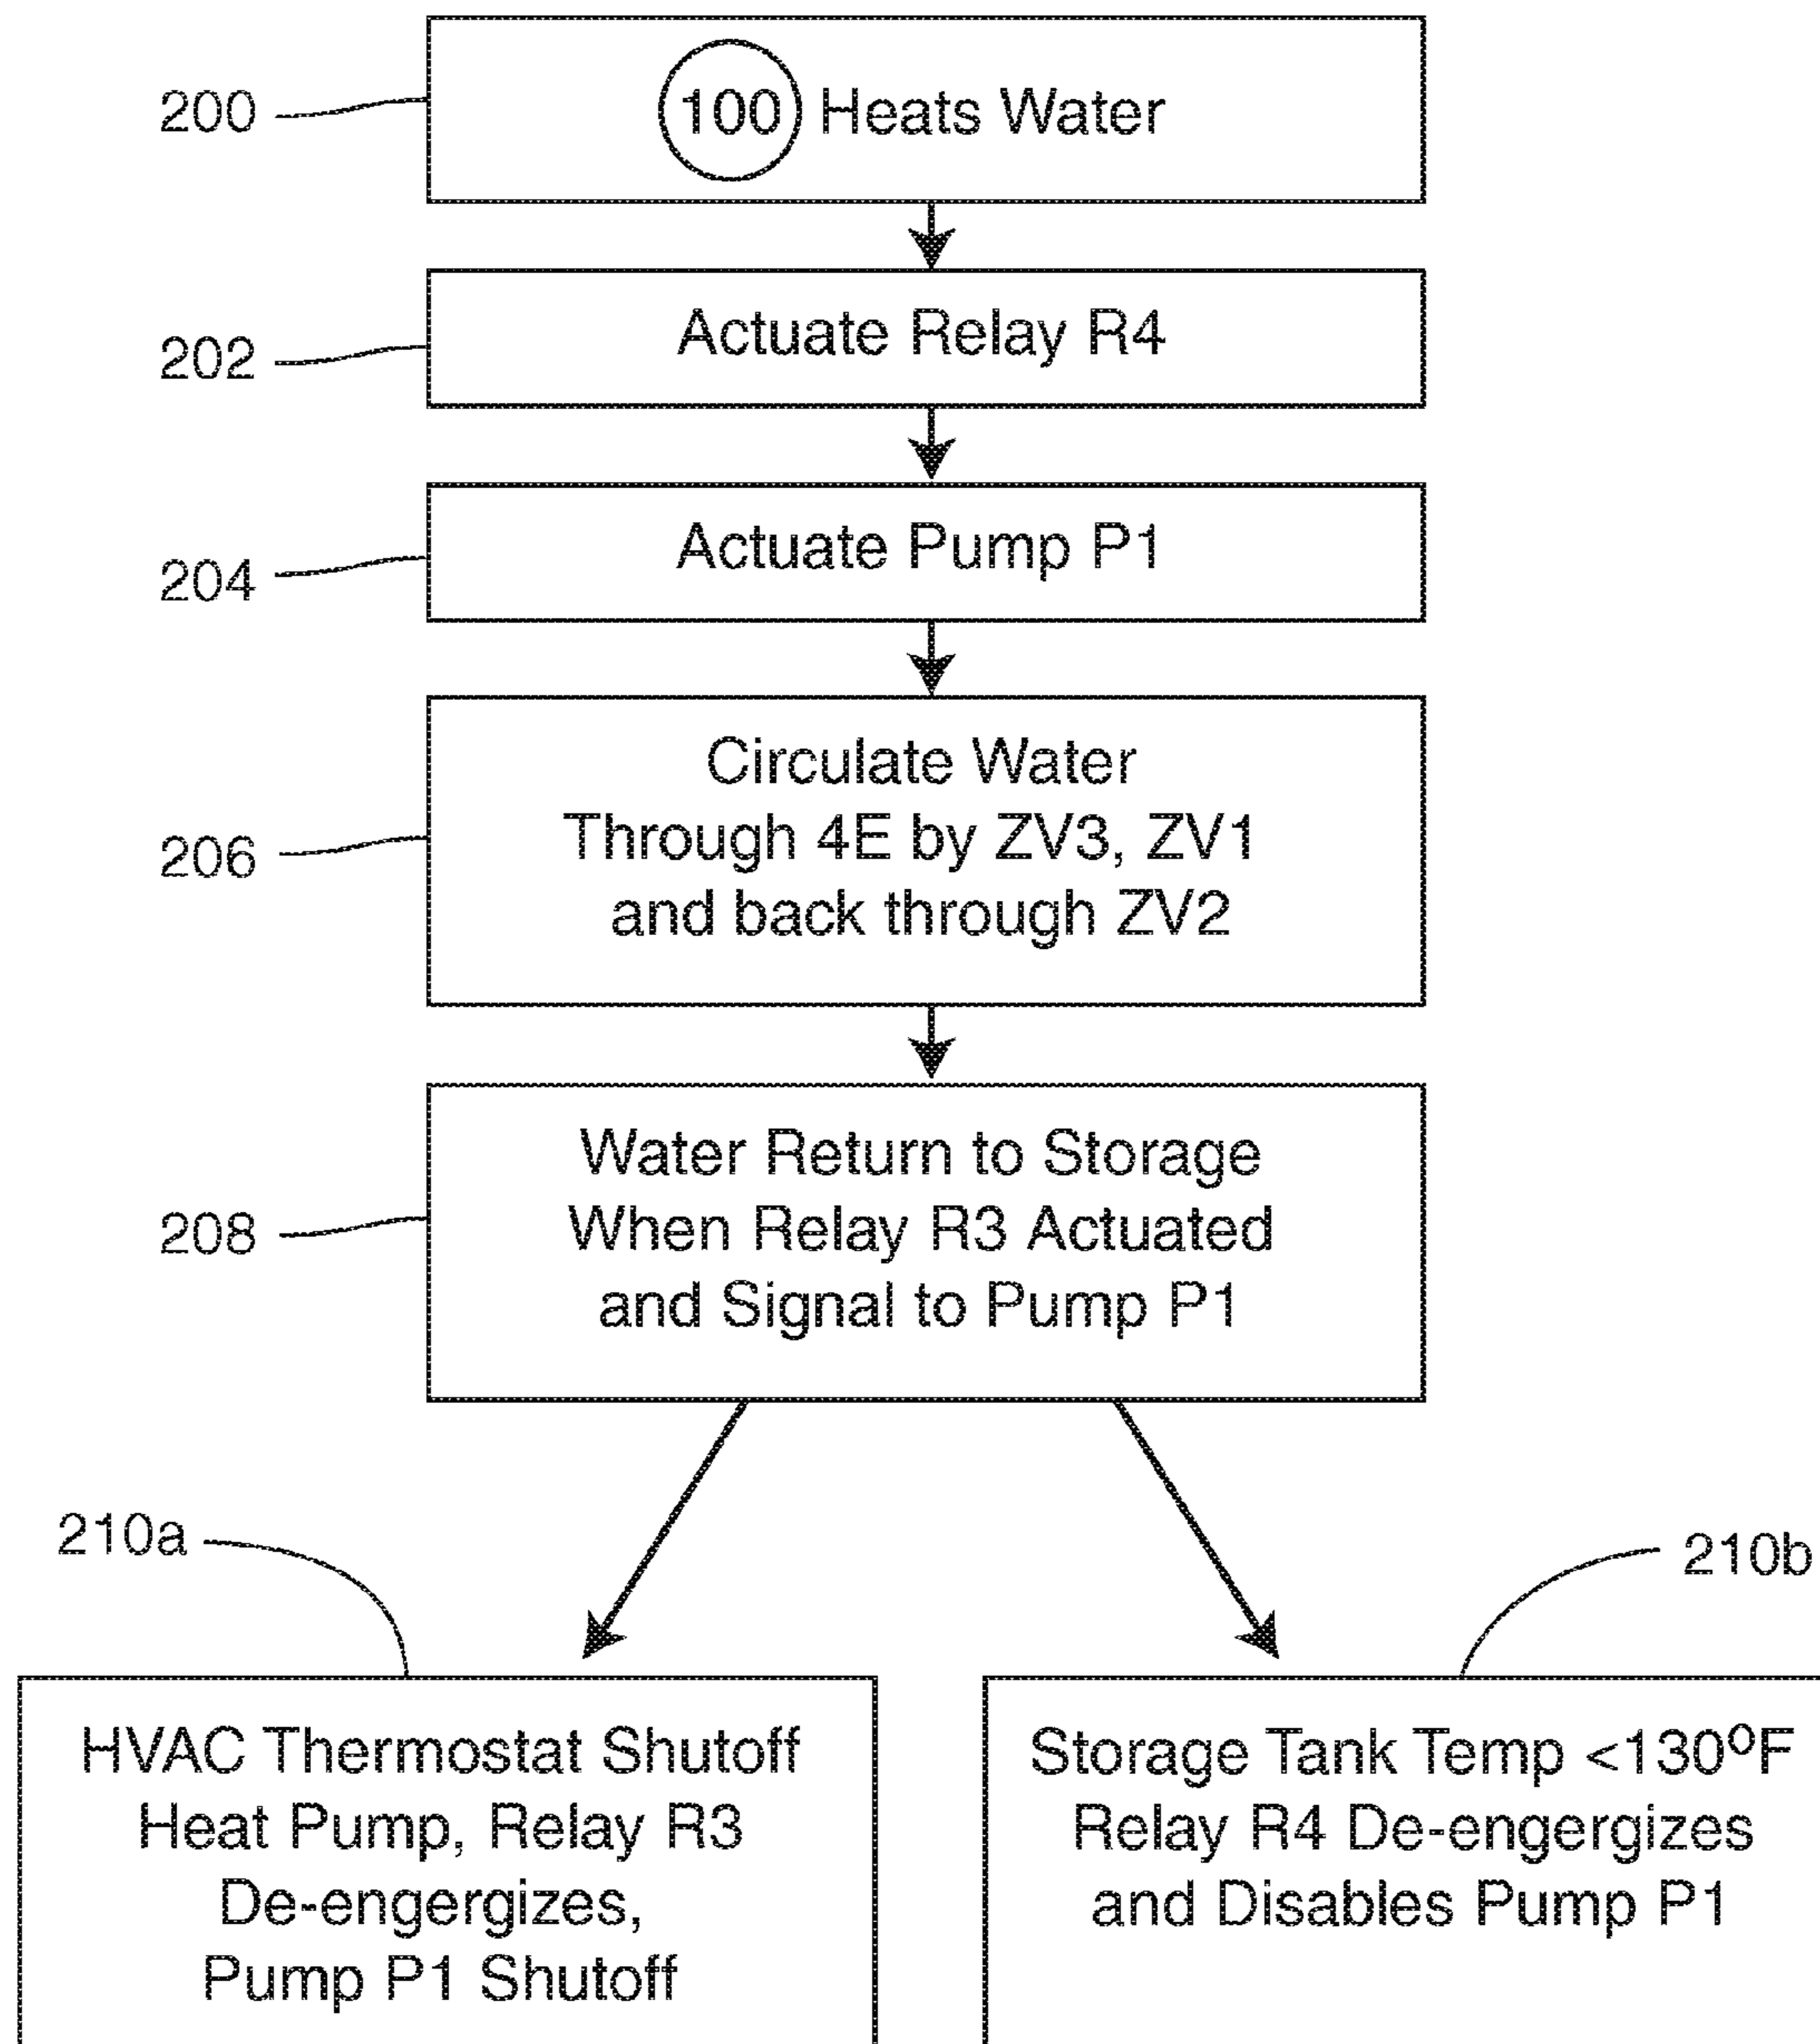 200
100 Heats Water
202
Actuate Relay R4
204
Actuate Pump P1
206
Circulate Water
Through 4E by ZV3, ZV1
and back through ZV2
208
Water Return to Storage
When Relay R3 Actuated
and Signal to Pump P1
210a
HVAC Thermostat Shutoff
Heat Pump, Relay R3
De-engergizes,
Pump P1 Shutoff
210b
Storage Tank Temp <130ºF
Relay R4 De-engergizes
and Disables Pump P1